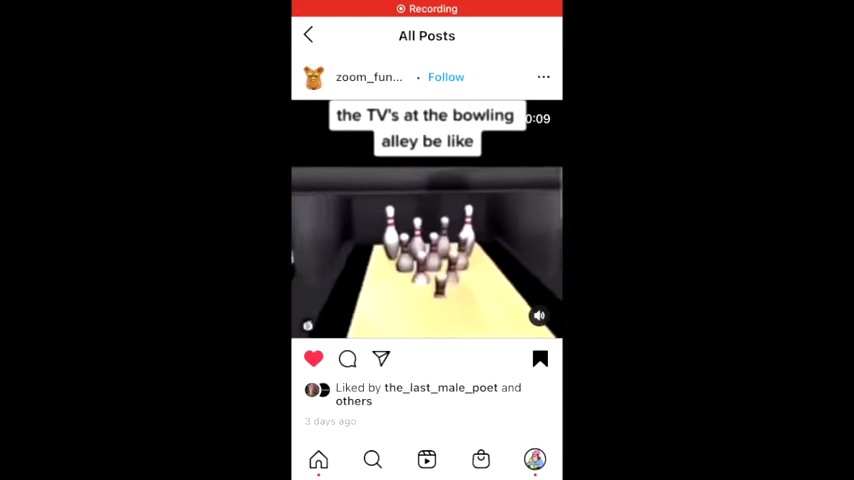 Recording
All Posts
zoom_fun... • Follow ...
the TV's at the bowling
alley be like
0:09
Liked by the_last_male_poet and
others
3 days ago